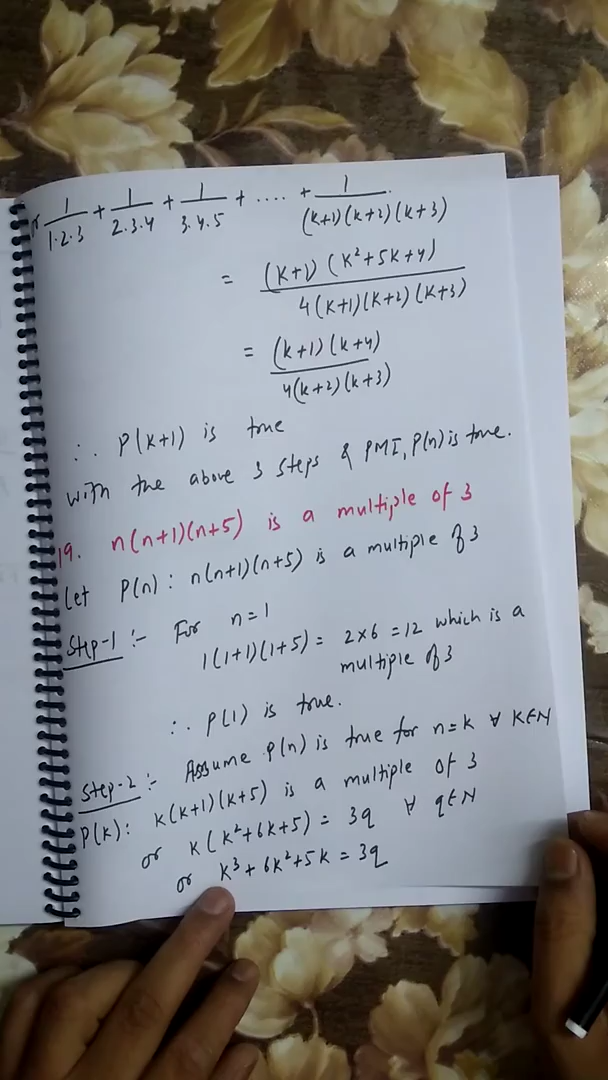 r 1/1.2.3 + 1/2.3.4 + 1/3.4.5 + .... + 1/(k+1)(k+2)(k+3)
= (k+1)(k²+5k+4)/4(k+1)(k+2)(k+3)
= (k+1)(k+4)/4(k+2)(k+3)
∴ P(k+1) is true
with the above 3 steps & PMI, P(n) is true.
19. n(n+1)(n+5) is a multiple of 3
Let P(n): n(n+1)(n+5) is a multiple of 3
Step-1 :- For n=1
1(1+1)(1+5) = 2×6 = 12 which is a
multiple of 3
∴ P(1) is true.
Step-2 :- Assume P(n) is true for n=k ∀ k∈N
P(k): k(k+1)(k+5) is a multiple of 3
or k(k²+6k+5) = 3q ∀ q∈N
or k³+6k²+5k = 3q